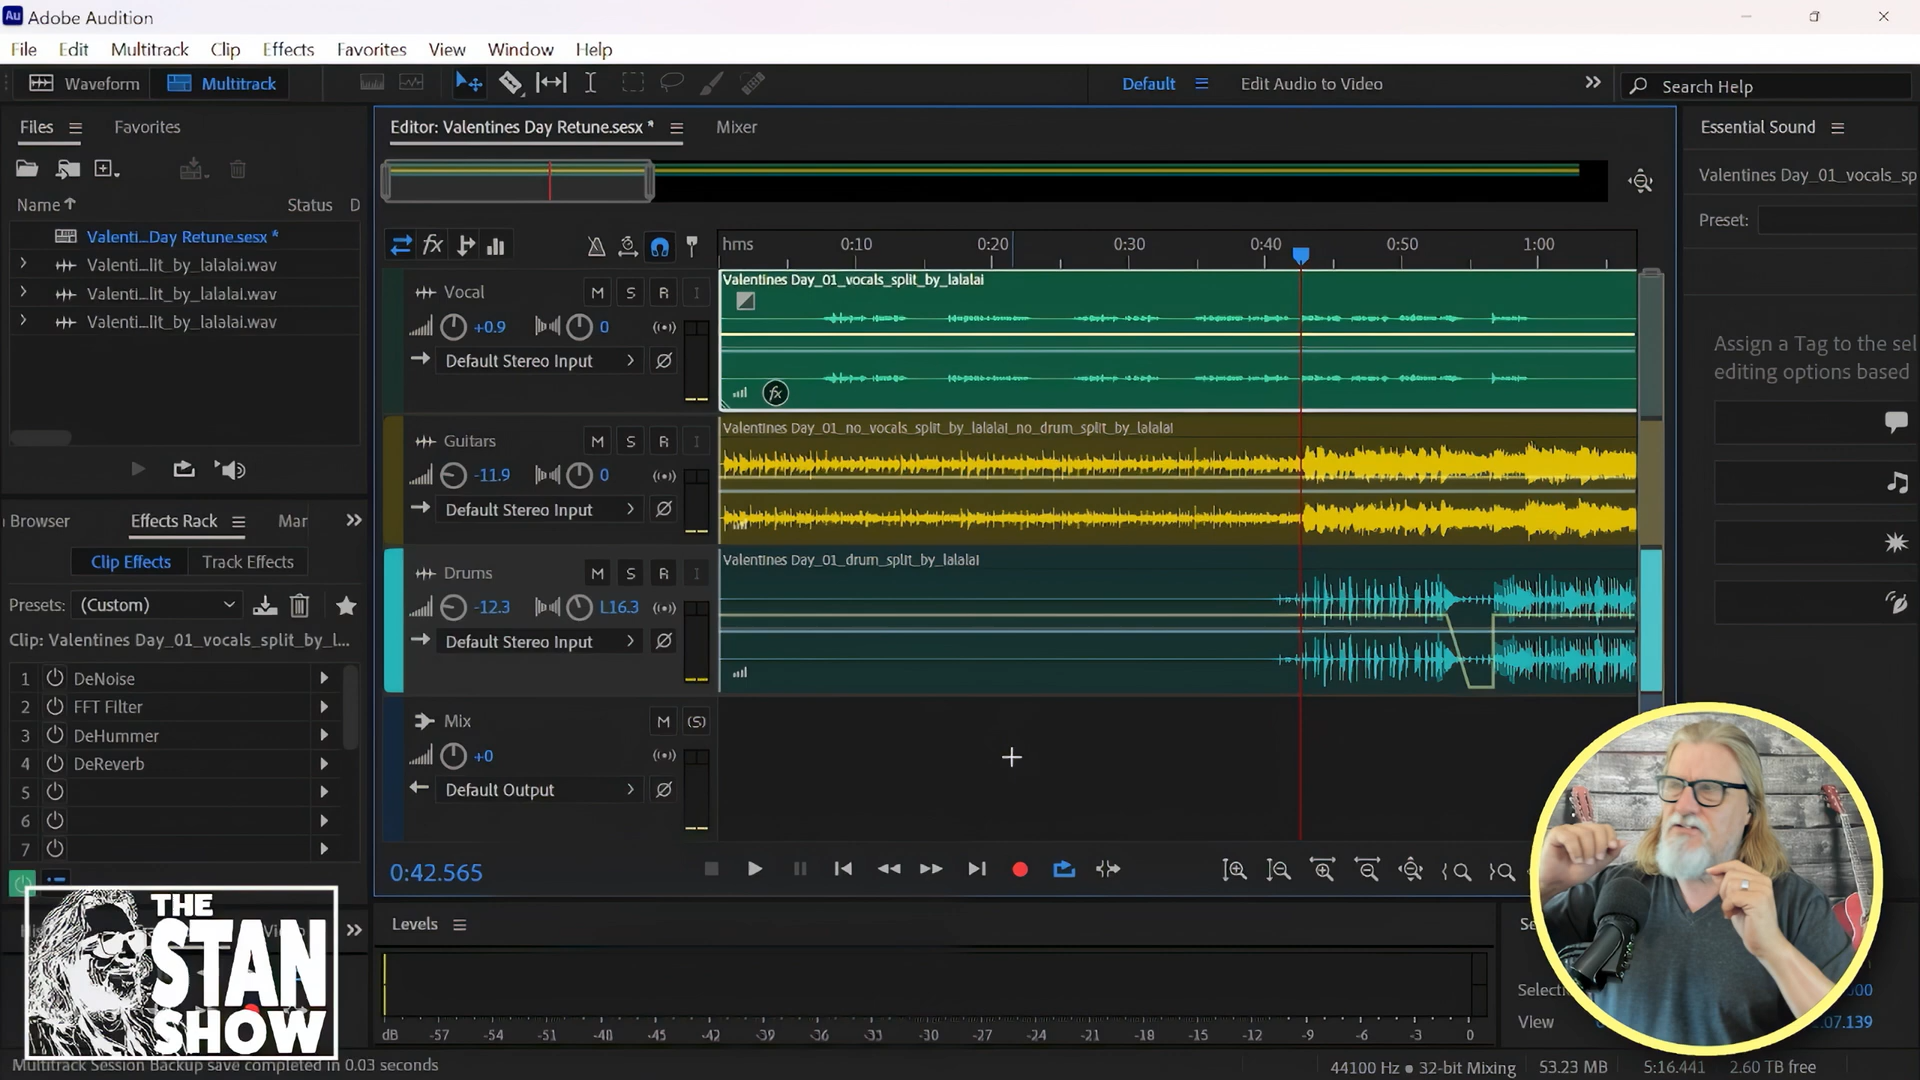 Au Adobe Audition
File Edit Multitrack Clip Effects Favorites View Window Help
Waveform Multitrack Default Edit Audio to Video Search Help
Files Favorites
Name Status D
Valenti...Day Retune.sesx *
Valenti...lit_by_lalalai.wav
Valenti...lit_by_lalalai.wav
Valenti...lit_by_lalalai.wav
Browser Effects Rack Mar
Clip Effects Track Effects
Presets: (Custom)
Clip: Valentines Day_01_vocals_split_by_l...
1 DeNoise
2 FFT Filter
3 DeHummer
4 DeReverb
5
6
7
Editor: Valentines Day Retune.sesx * Mixer
fx hms 0:10 0:20 0:30 0:40 0:50 1:00
Vocal M S R I
+0.9 0
Default Stereo Input
Valentines Day_01_vocals_split_by_lalalai
fx
Guitars M S R I
-11.9 0
Default Stereo Input
Valentines Day_01_no_vocals_split_by_lalalai_no_drum_split_by_lalalai
Drums M S R I
-12.3 L16.3
Default Stereo Input
Valentines Day_01_drum_split_by_lalalai
Mix M (S)
+0
Default Output
0:42.565
Levels
dB -57 -54 -51 -48 -45 -42 -39 -36 -33 -30 -27 -24 -21 -18 -15 -12 -9 -6 -3 0
Essential Sound
Valentines Day_01_vocals_sp
Preset:
Assign a Tag to the sel
editing options based
View 07.139
THE
STAN
SHOW
Multitrack Session Backup save completed in 0.03 seconds
44100 Hz • 32-bit Mixing 53.23 MB 5:16.441 2.60 TB free